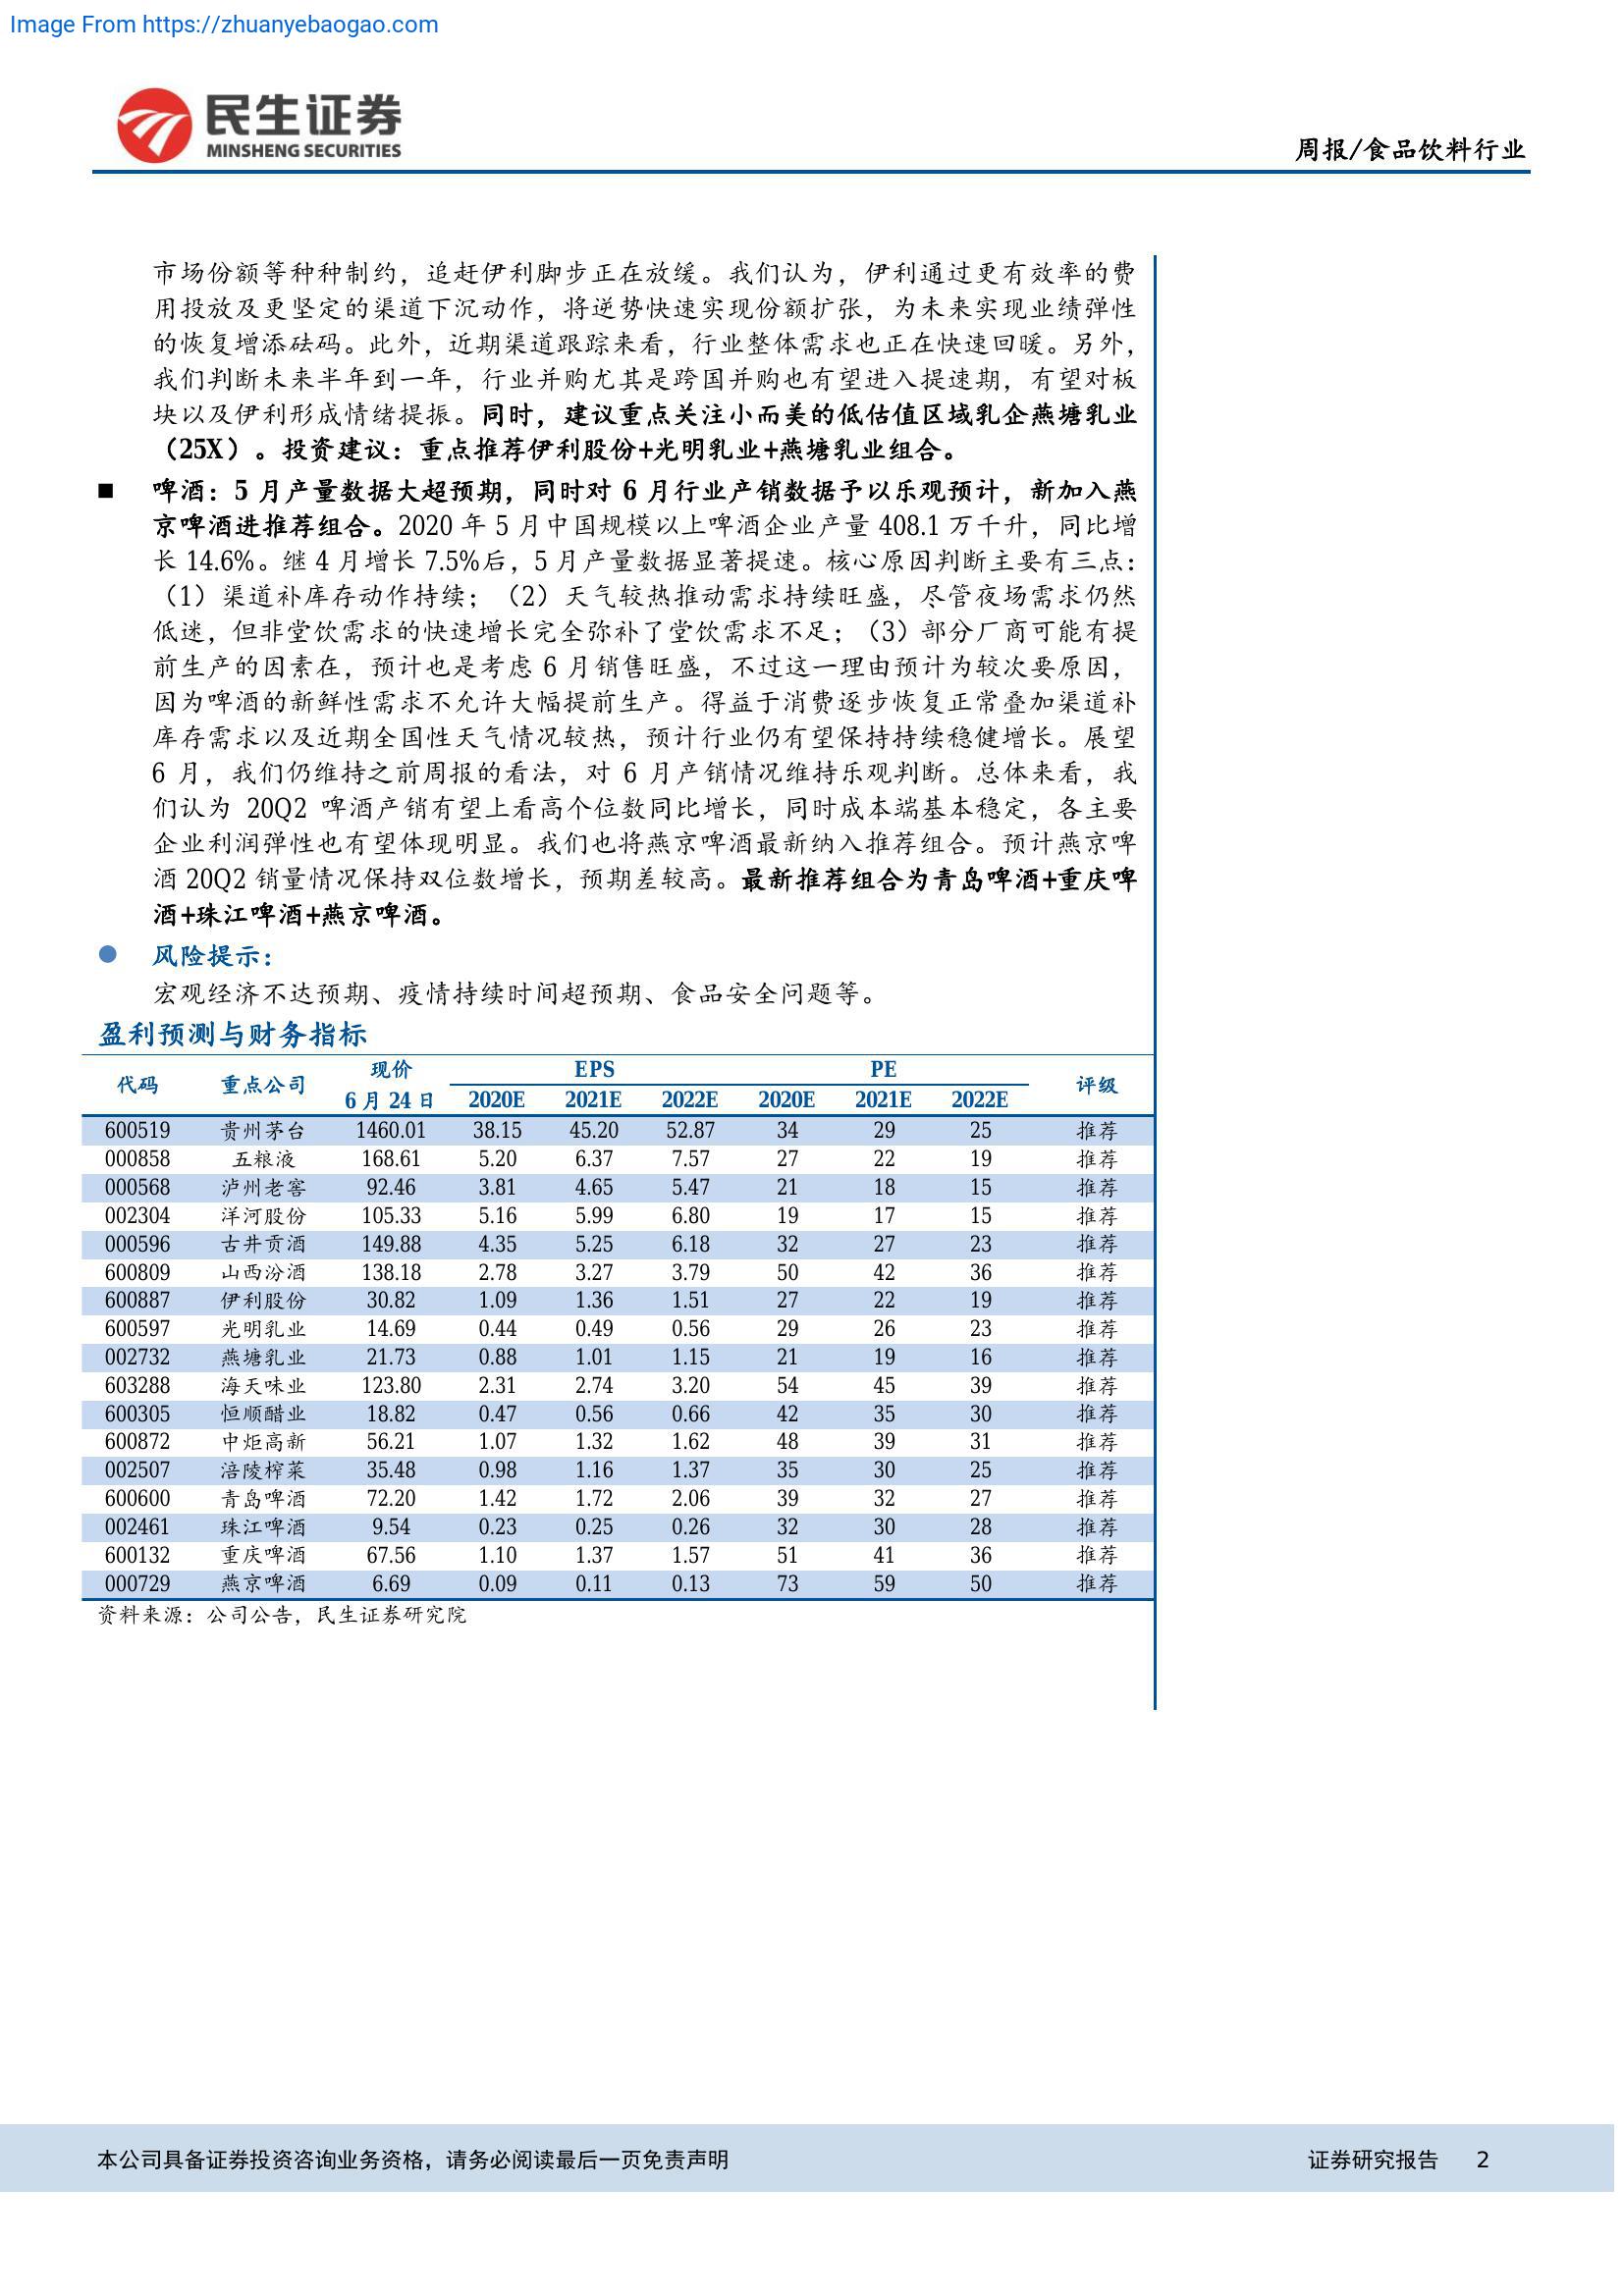 Image From https://zhuanyebaogao.com
民生证券
MINSHENG SECURITIES
周报/食品饮料行业
市场份额等种种制约，追赶伊利脚步正在放缓。我们认为，伊利通过更有效率的费
用投放及更坚定的渠道下沉动作，将逆势快速实现份额扩张，为未来实现业绩弹性
的恢复增添砝码。此外，近期渠道跟踪来看，行业整体需求也正在快速回暖。另外，
我们判断未来半年到一年，行业并购尤其是跨国并购也有望进入提速期，有望对板
块以及伊利形成情绪提振。同时，建议重点关注小而美的低估值区域乳企燕塘乳业
（25X）。投资建议：重点推荐伊利股份+光明乳业+燕塘乳业组合。
■ 啤酒：5 月产量数据大超预期，同时对 6 月行业产销数据予以乐观预计，新加入燕
京啤酒进推荐组合。2020 年 5 月中国规模以上啤酒企业产量 408.1 万千升，同比增
长 14.6%。继 4 月增长 7.5%后，5 月产量数据显著提速。核心原因判断主要有三点：
（1）渠道补库存动作持续；（2）天气较热推动需求持续旺盛，尽管夜场需求仍然
低迷，但非堂饮需求的快速增长完全弥补了堂饮需求不足；（3）部分厂商可能有提
前生产的因素在，预计也是考虑 6 月销售旺盛，不过这一理由预计为较次要原因，
因为啤酒的新鲜性需求不允许大幅提前生产。得益于消费逐步恢复正常叠加渠道补
库存需求以及近期全国性天气情况较热，预计行业仍有望保持持续稳健增长。展望
6 月，我们仍维持之前周报的看法，对 6 月产销情况维持乐观判断。总体来看，我
们认为 20Q2 啤酒产销有望上看高个位数同比增长，同时成本端基本稳定，各主要
企业利润弹性也有望体现明显。我们也将燕京啤酒最新纳入推荐组合。预计燕京啤
酒 20Q2 销量情况保持双位数增长，预期差较高。最新推荐组合为青岛啤酒+重庆啤
酒+珠江啤酒+燕京啤酒。
● 风险提示：
宏观经济不达预期、疫情持续时间超预期、食品安全问题等。
盈利预测与财务指标
代码 重点公司 现价 EPS PE 评级
6 月 24 日 2020E 2021E 2022E 2020E 2021E 2022E
600519 贵州茅台 1460.01 38.15 45.20 52.87 34 29 25 推荐
000858 五粮液 168.61 5.20 6.37 7.57 27 22 19 推荐
000568 泸州老窖 92.46 3.81 4.65 5.47 21 18 15 推荐
002304 洋河股份 105.33 5.16 5.99 6.80 19 17 15 推荐
000596 古井贡酒 149.88 4.35 5.25 6.18 32 27 23 推荐
600809 山西汾酒 138.18 2.78 3.27 3.79 50 42 36 推荐
600887 伊利股份 30.82 1.09 1.36 1.51 27 22 19 推荐
600597 光明乳业 14.69 0.44 0.49 0.56 29 26 23 推荐
002732 燕塘乳业 21.73 0.88 1.01 1.15 21 19 16 推荐
603288 海天味业 123.80 2.31 2.74 3.20 54 45 39 推荐
600305 恒顺醋业 18.82 0.47 0.56 0.66 42 35 30 推荐
600872 中炬高新 56.21 1.07 1.32 1.62 48 39 31 推荐
002507 涪陵榨菜 35.48 0.98 1.16 1.37 35 30 25 推荐
600600 青岛啤酒 72.20 1.42 1.72 2.06 39 32 27 推荐
002461 珠江啤酒 9.54 0.23 0.25 0.26 32 30 28 推荐
600132 重庆啤酒 67.56 1.10 1.37 1.57 51 41 36 推荐
000729 燕京啤酒 6.69 0.09 0.11 0.13 73 59 50 推荐
资料来源：公司公告，民生证券研究院
本公司具备证券投资咨询业务资格，请务必阅读最后一页免责声明
证券研究报告 2